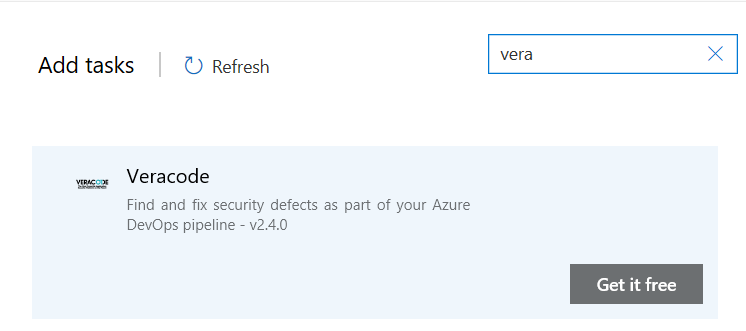 Add tasks
Refresh
vera
VERACODE
Veracode
Find and fix security defects as part of your Azure
DevOps pipeline - v2.4.0
Get it free